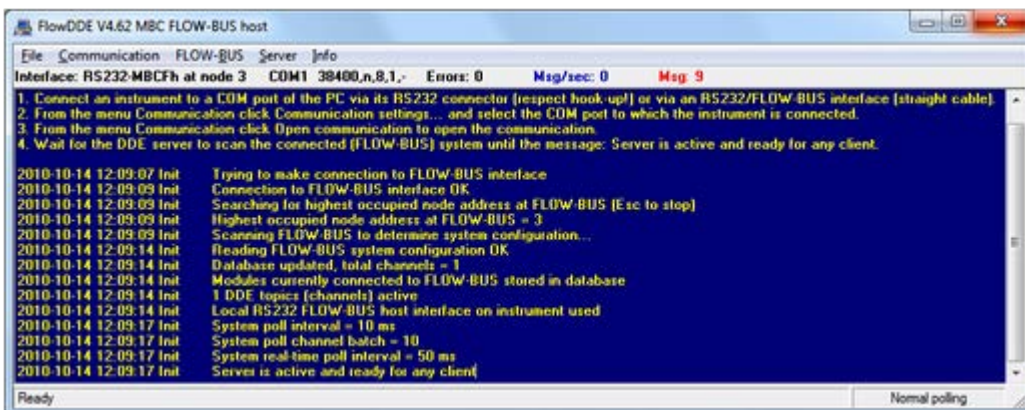 FlowDDE V4.62 MBC FLOW-BUS host
File Communication FLOW-BUS Server Info
Interface: RS232-MBCFh at node 3 COM1 38400,n,8,1,- Errors: 0 Msg/sec: 0 Msg: 9
1. Connect an instrument to a COM port of the PC via its RS232 connector (respect hook-up!) or via an RS232/FLOW-BUS interface (straight cable).
2. From the menu Communication click Communication settings... and select the COM port to which the instrument is connected.
3. From the menu Communication click Open communication to open the communication.
4. Wait for the DDE server to scan the connected (FLOW-BUS) system until the message: Server is active and ready for any client.
2010-10-14 12:09:07 Init Trying to make connection to FLOW-BUS interface
2010-10-14 12:09:09 Init Connection to FLOW-BUS interface OK
2010-10-14 12:09:09 Init Searching for highest occupied node address at FLOW-BUS (Esc to stop)
2010-10-14 12:09:09 Init Highest occupied node address at FLOW-BUS = 3
2010-10-14 12:09:09 Init Scanning FLOW-BUS to determine system configuration...
2010-10-14 12:09:14 Init Reading FLOW-BUS system configuration OK
2010-10-14 12:09:14 Init Database updated, total channels = 1
2010-10-14 12:09:14 Init Modules currently connected to FLOW-BUS stored in database
2010-10-14 12:09:14 Init 1 DDE topics (channels) active
2010-10-14 12:09:14 Init Local RS232 FLOW-BUS host interface on instrument used
2010-10-14 12:09:17 Init System poll interval = 10 ms
2010-10-14 12:09:17 Init System poll channel batch = 10
2010-10-14 12:09:17 Init System real-time poll interval = 50 ms
2010-10-14 12:09:17 Init Server is active and ready for any client
Ready Normal polling